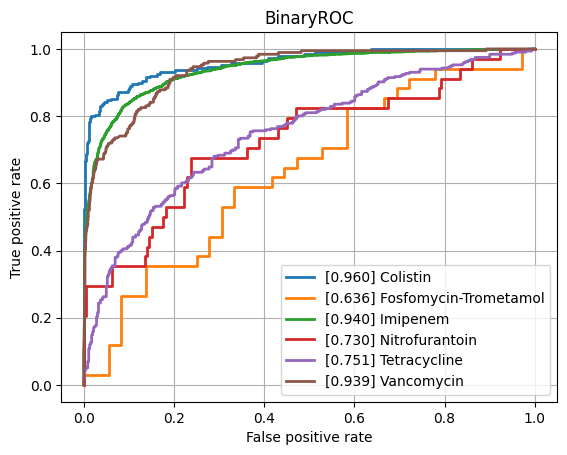 BinaryROC
True positive rate
1.0
0.8
0.6
0.4
0.2
0.0
[0.960] Colistin
[0.636] Fosfomycin-Trometamol
[0.940] Imipenem
[0.730] Nitrofurantoin
[0.751] Tetracycline
[0.939] Vancomycin
0.0 0.2 0.4 0.6 0.8 1.0
False positive rate